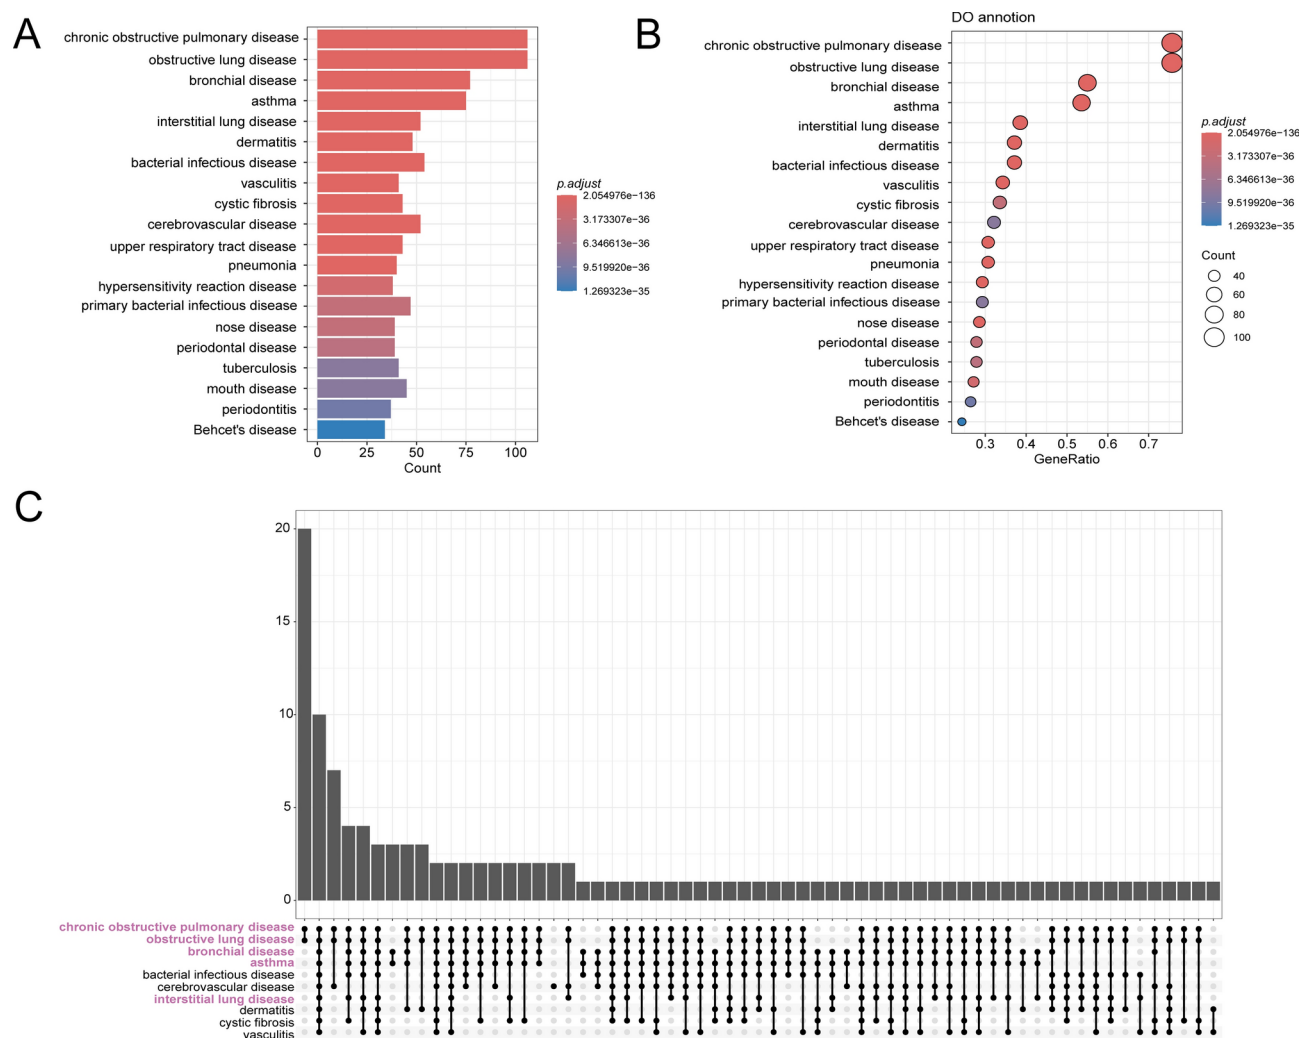 A
chronic obstructive pulmonary disease
obstructive lung disease
bronchial disease
asthma
interstitial lung disease
dermatitis
bacterial infectious disease
vasculitis
cystic fibrosis
cerebrovascular disease
upper respiratory tract disease
pneumonia
hypersensitivity reaction disease
primary bacterial infectious disease
nose disease
periodontal disease
tuberculosis
mouth disease
periodontitis
Behcet's disease
0 25 50 75 100
Count
p.adjust
2.054976e−136
3.173307e−36
6.346613e−36
9.519920e−36
1.269323e−35
B
DO annotion
chronic obstructive pulmonary disease
obstructive lung disease
bronchial disease
asthma
interstitial lung disease
dermatitis
bacterial infectious disease
vasculitis
cystic fibrosis
cerebrovascular disease
upper respiratory tract disease
pneumonia
hypersensitivity reaction disease
primary bacterial infectious disease
nose disease
periodontal disease
tuberculosis
mouth disease
periodontitis
Behcet's disease
0.3 0.4 0.5 0.6 0.7
GeneRatio
p.adjust
2.054976e−136
3.173307e−36
6.346613e−36
9.519920e−36
1.269323e−35
Count
40
60
80
100
C
20
15
10
5
0
chronic obstructive pulmonary disease
obstructive lung disease
bronchial disease
asthma
bacterial infectious disease
cerebrovascular disease
interstitial lung disease
dermatitis
cystic fibrosis
vasculitis